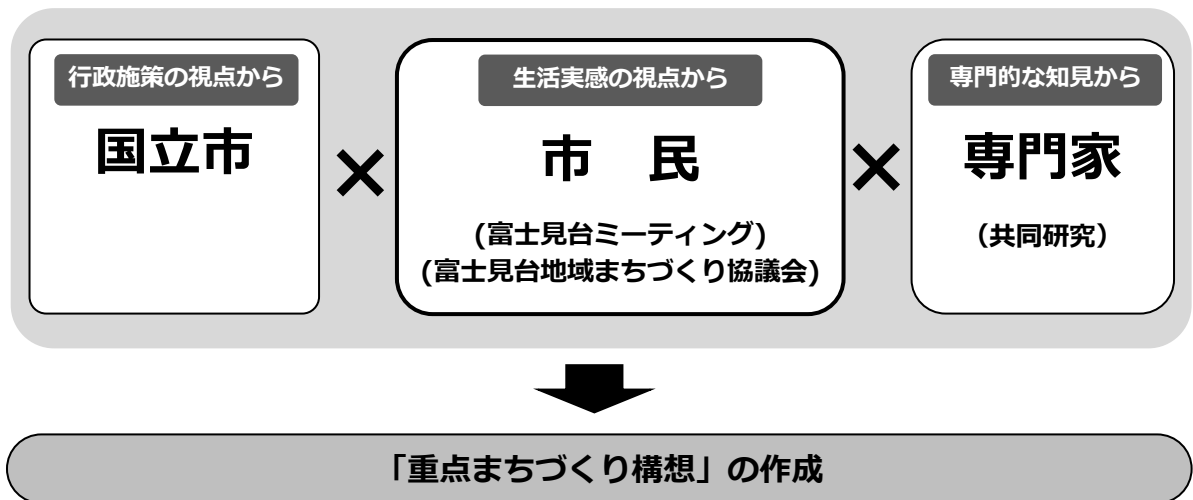 行政施策の視点から
国立市
×
生活実感の視点から
市　民
(富士見台ミーティング)
(富士見台地域まちづくり協議会)
×
専門的な知見から
専門家
（共同研究）
「重点まちづくり構想」の作成